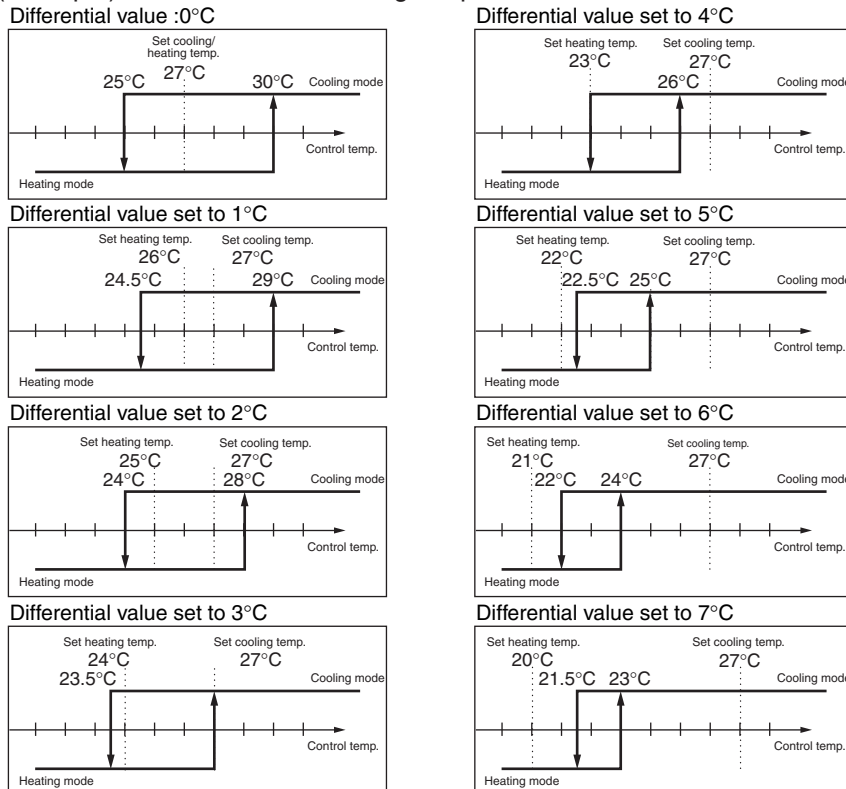 Differential value :0°C
Set cooling/
heating temp.
27°C
25°C 30°C Cooling mode
Control temp.
Heating mode
Differential value set to 1°C
Set heating temp. Set cooling temp.
26°C 27°C
24.5°C 29°C Cooling mode
Control temp.
Heating mode
Differential value set to 2°C
Set heating temp. Set cooling temp.
25°C 27°C
24°C 28°C Cooling mode
Control temp.
Heating mode
Differential value set to 3°C
Set heating temp. Set cooling temp.
24°C 27°C
23.5°C Cooling mode
Control temp.
Heating mode
Differential value set to 4°C
Set heating temp. Set cooling temp.
23°C 27°C
26°C Cooling mode
Control temp.
Heating mode
Differential value set to 5°C
Set heating temp. Set cooling temp.
22°C 27°C
22.5°C 25°C Cooling mode
Control temp.
Heating mode
Differential value set to 6°C
Set heating temp. Set cooling temp.
21°C 27°C
22°C 24°C Cooling mode
Control temp.
Heating mode
Differential value set to 7°C
Set heating temp. Set cooling temp.
20°C 27°C
21.5°C 23°C Cooling mode
Control temp.
Heating mode